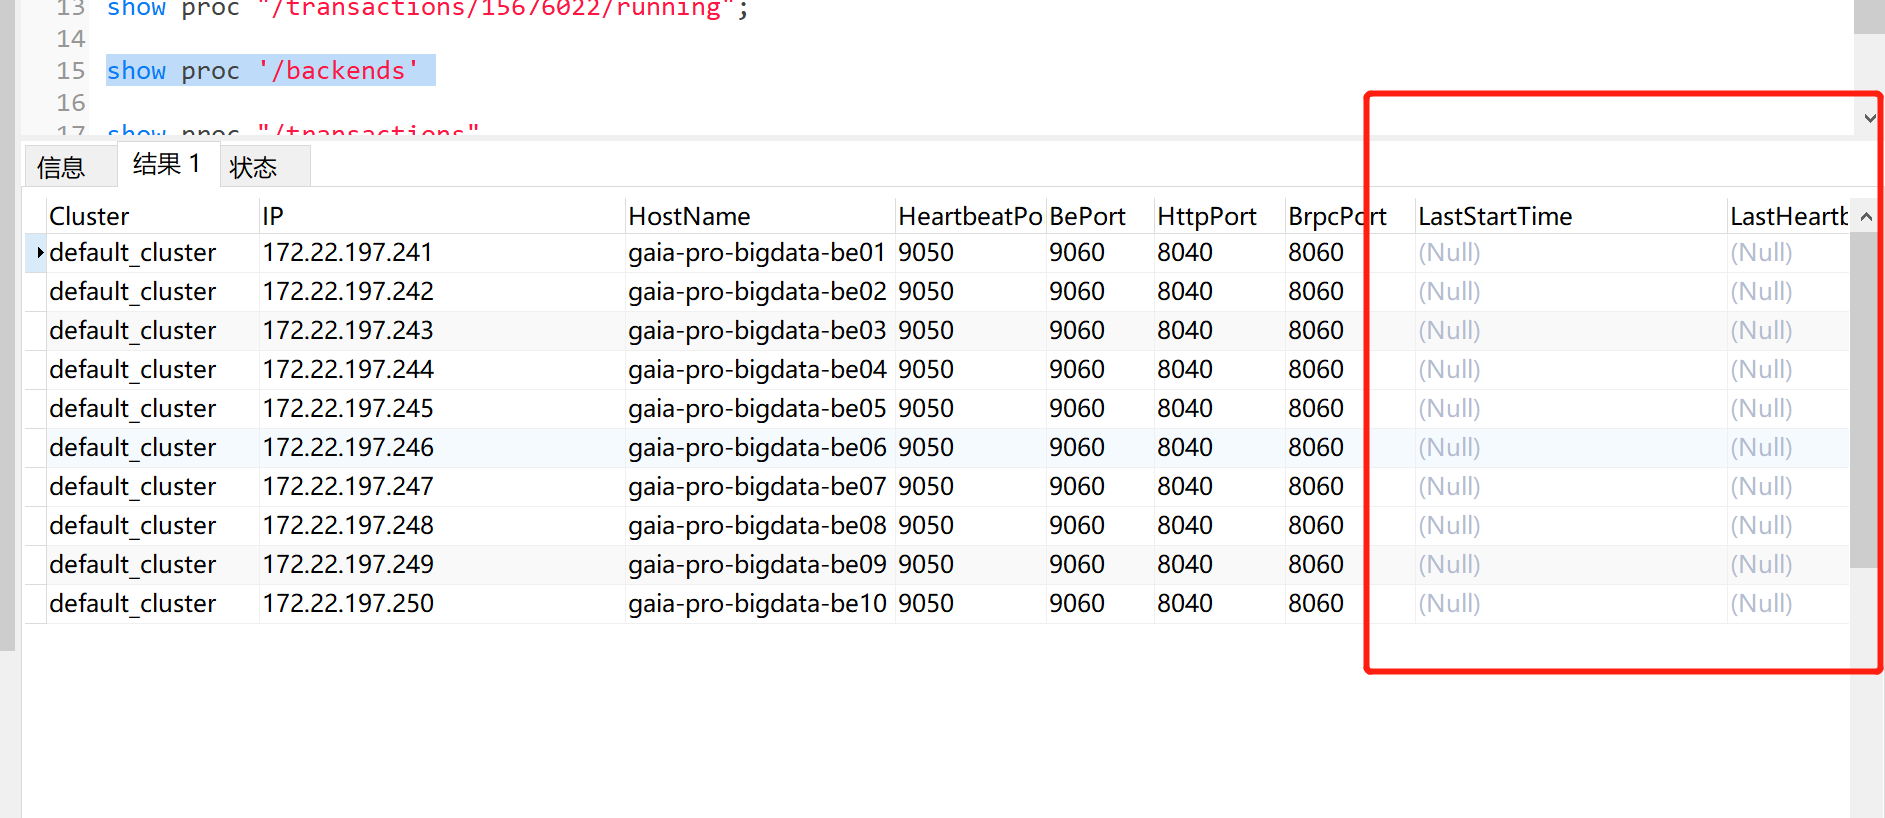 13 show proc "/transactions/15676022/running";
14
15 show proc '/backends'
16
17 show proc "/transactions"
信息 结果 1 状态
Cluster IP HostName HeartbeatPo BePort HttpPort BrpcPort LastStartTime LastHeartb
default_cluster 172.22.197.241 gaia-pro-bigdata-be01 9050 9060 8040 8060 (Null) (Null)
default_cluster 172.22.197.242 gaia-pro-bigdata-be02 9050 9060 8040 8060 (Null) (Null)
default_cluster 172.22.197.243 gaia-pro-bigdata-be03 9050 9060 8040 8060 (Null) (Null)
default_cluster 172.22.197.244 gaia-pro-bigdata-be04 9050 9060 8040 8060 (Null) (Null)
default_cluster 172.22.197.245 gaia-pro-bigdata-be05 9050 9060 8040 8060 (Null) (Null)
default_cluster 172.22.197.246 gaia-pro-bigdata-be06 9050 9060 8040 8060 (Null) (Null)
default_cluster 172.22.197.247 gaia-pro-bigdata-be07 9050 9060 8040 8060 (Null) (Null)
default_cluster 172.22.197.248 gaia-pro-bigdata-be08 9050 9060 8040 8060 (Null) (Null)
default_cluster 172.22.197.249 gaia-pro-bigdata-be09 9050 9060 8040 8060 (Null) (Null)
default_cluster 172.22.197.250 gaia-pro-bigdata-be10 9050 9060 8040 8060 (Null) (Null)